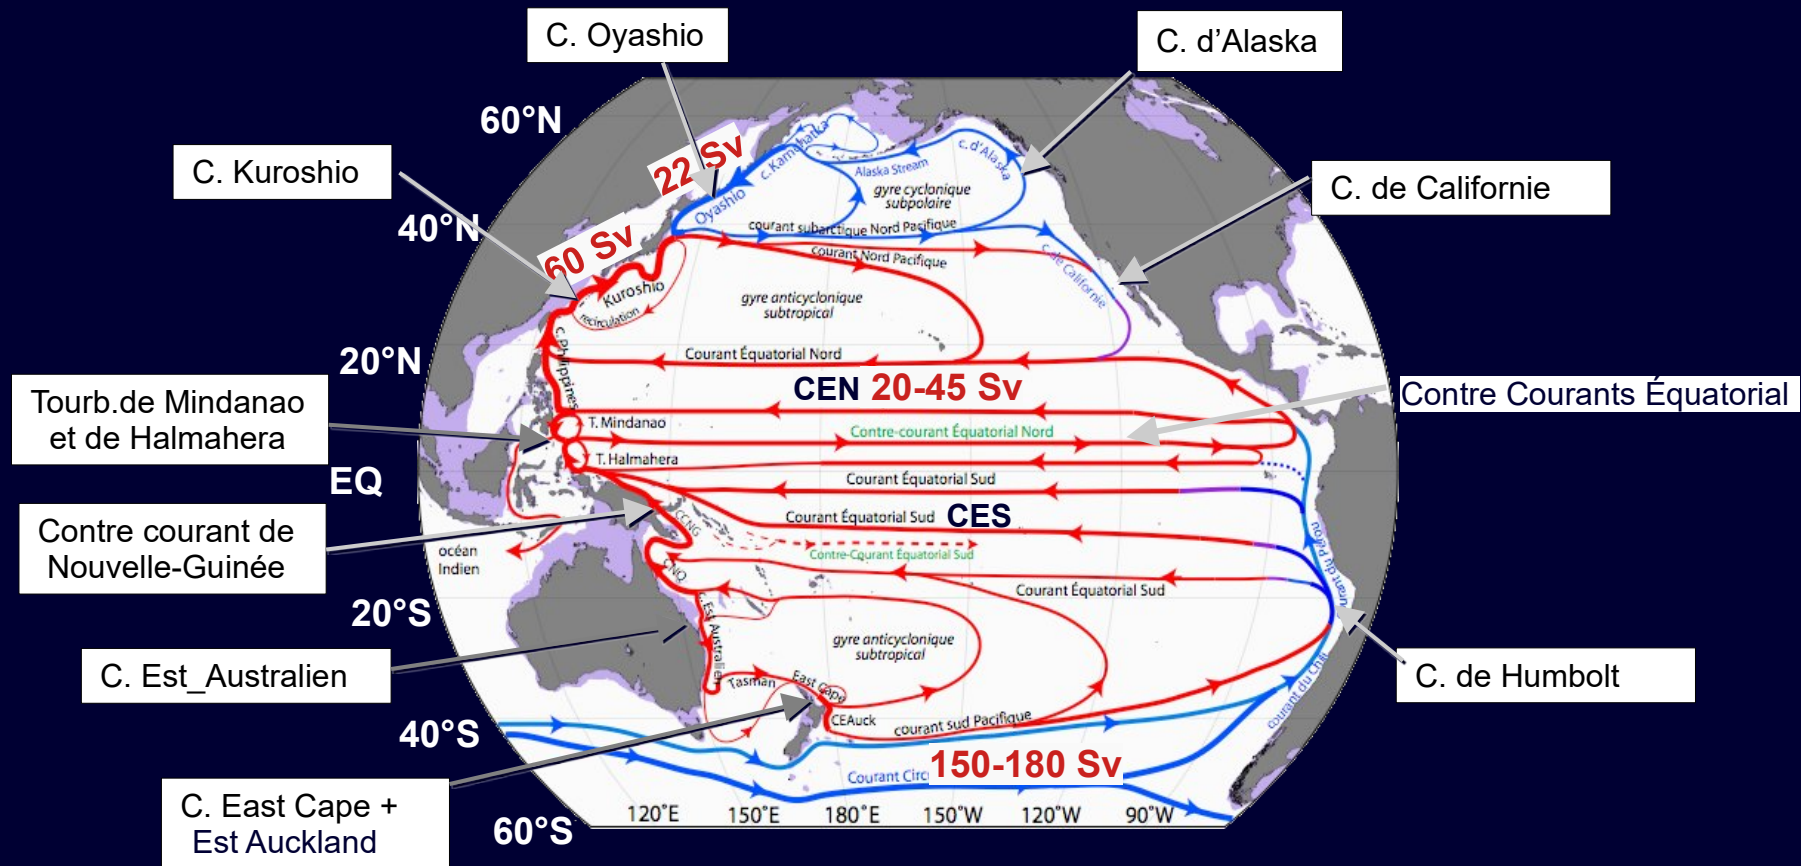 C. Oyashio
C. d’Alaska
60°N
22 Sv
C. Kuroshio
c. Kamchatka
c. d'Alaska
Alaska Stream
gyre cyclonique
subpolaire
C. de Californie
Oyashio
40°N
courant subarctique Nord Pacifique
60 Sv
courant Nord Pacifique
c. de Californie
Kuroshio
recirculation
gyre anticyclonique
subtropical
c. Philippines
20°N
Courant Équatorial Nord
CEN 20-45 Sv
Contre Courants Équatorial
Tourb.de Mindanao
et de Halmahera
T. Mindanao
Contre-courant Équatorial Nord
T. Halmahera
EQ
Courant Équatorial Sud
Contre courant de
Nouvelle-Guinée
CCNG
Courant Équatorial Sud CES
océan
Indien
Contre-Courant Équatorial Sud
CNQ
Courant Équatorial Sud
20°S
c. Est Australien
gyre anticyclonique
subtropical
C. Est_Australien
C. de Humbolt
Tasman
East Cape
CEAuck
courant sud Pacifique
courant du Chili
40°S
150-180 Sv
Courant Circ
C. East Cape +
Est Auckland
60°S
120°E
150°E
180°E
150°W
120°W
90°W